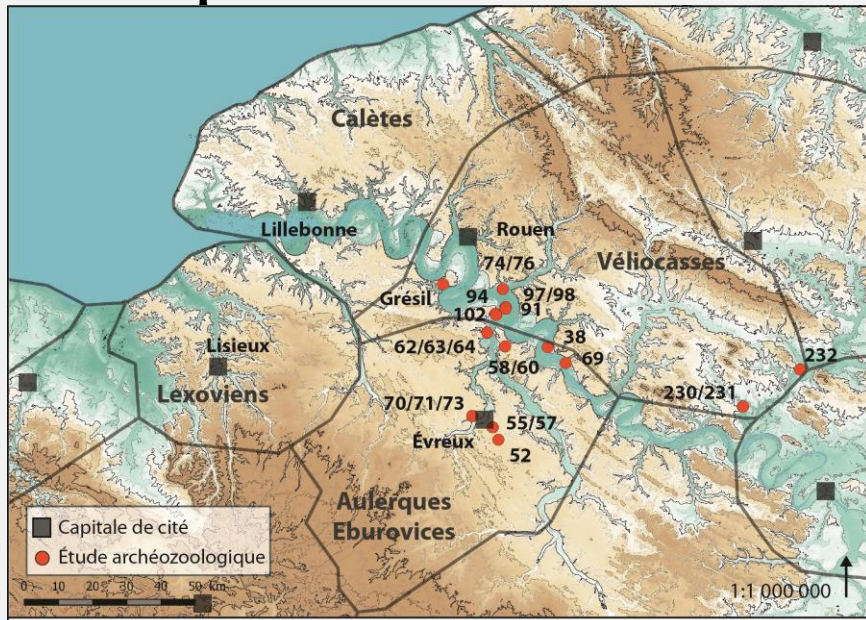 Calètes
Lillebonne
Rouen
Véliocasses
74/76
Grésil
94
97/98
91
102
38
62/63/64
69
58/60
Lisieux
Lexoviens
232
230/231
70/71/73
55/57
Évreux
52
Aulerques
Eburovices
Capitale de cité
Étude archéozoologique
0 10 20 30 40 50 km
1:1 000 000